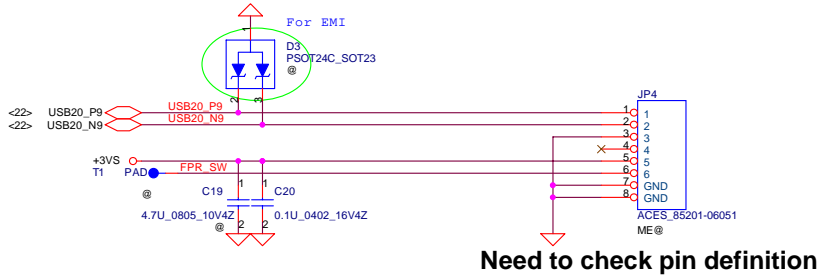 For EMI
1
D3
PSOT24C_SOT23
@
2
3
JP4
<22> USB20_P9 USB20_P9 1 1
<22> USB20_N9 USB20_N9 2 2
3 3
4 4
+3VS 5 5
T1 PAD FPR_SW 6 6
7 GND
8 GND
@
C19 1 1 C20
4.7U_0805_10V4Z 2 2 0.1U_0402_16V4Z
@
ACES_85201-06051
ME@
Need to check pin definition